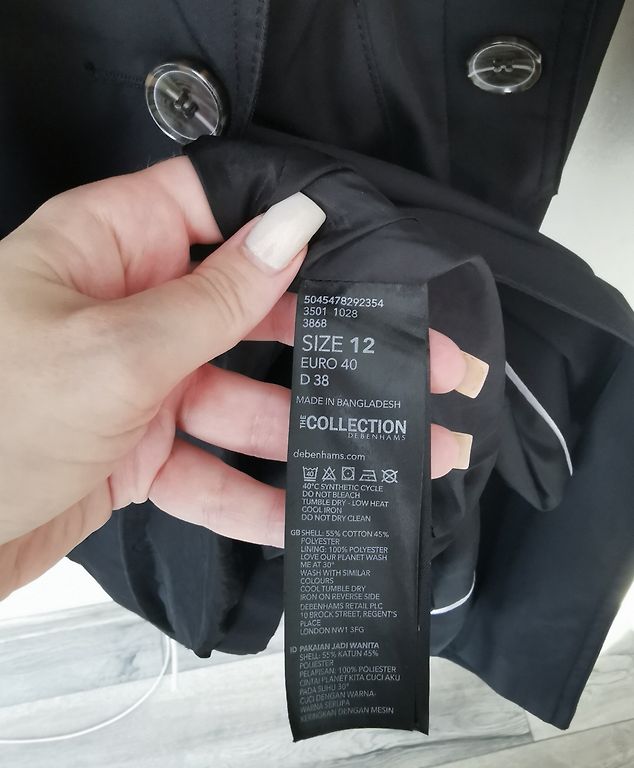 5045478292354
3501 1028
3868
SIZE 12
EURO 40
D 38
MADE IN BANGLADESH
THE COLLECTION
DEBENHAMS
debenhams.com
40
40°C SYNTHETIC CYCLE
DO NOT BLEACH
TUMBLE DRY - LOW HEAT
COOL IRON
DO NOT DRY CLEAN
GB SHELL: 55% COTTON 45%
POLYESTER
LINING: 100% POLYESTER
LOVE OUR PLANET WASH
ME AT 30°
WASH WITH SIMILAR
COLOURS
COOL TUMBLE DRY
IRON ON REVERSE SIDE
DEBENHAMS RETAIL PLC
10 BROCK STREET, REGENT'S
PLACE
LONDON NW1 3FG
ID PAKAIAN JADI WANITA
SHELL: 55% KATUN 45%
POLIESTER
PELAPISAN: 100% POLIESTER
CINTAI PLANET KITA CUCI AKU
PADA SUHU 30°
CUCI DENGAN WARNA-
WARNA SERUPA
KERINGKAN DENGAN MESIN